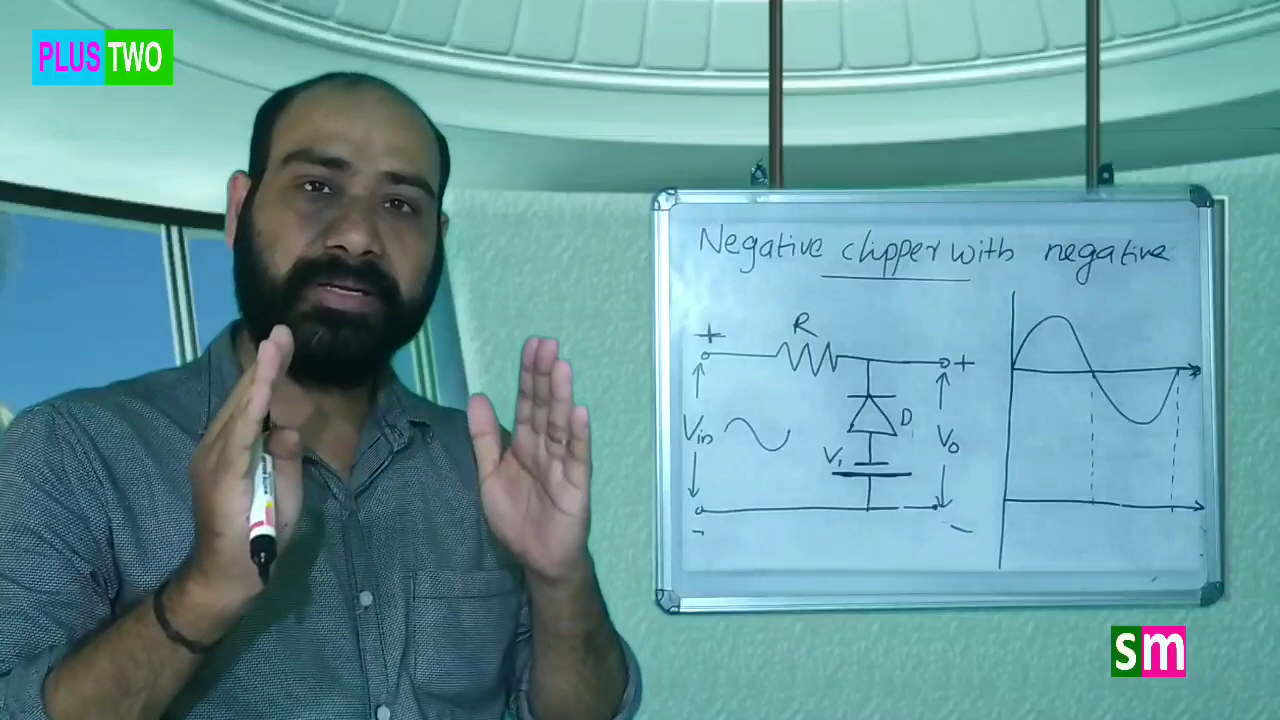 PLUS TWO
Negative clipper with negative
R
+
+
D
Vin
V1
Vo
-
-
sm